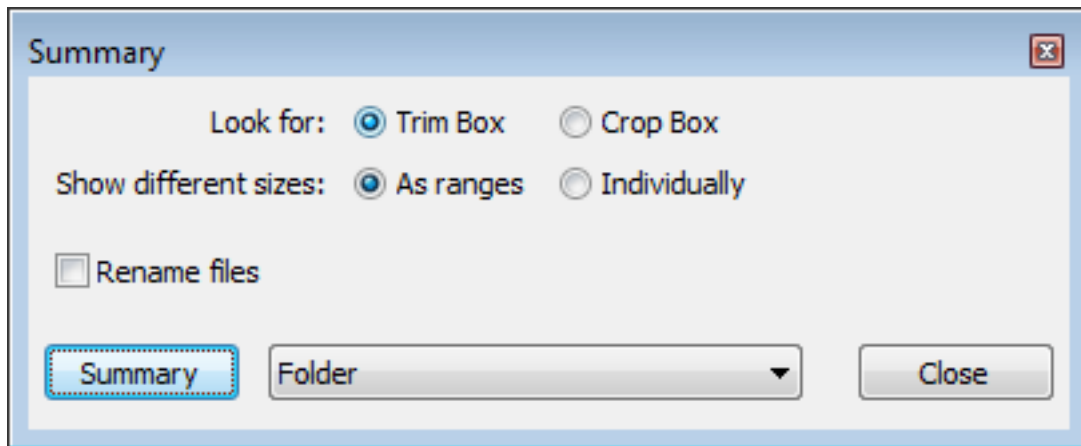 Summary
Look for: Trim Box Crop Box
Show different sizes: As ranges Individually
Rename files
Summary Folder Close